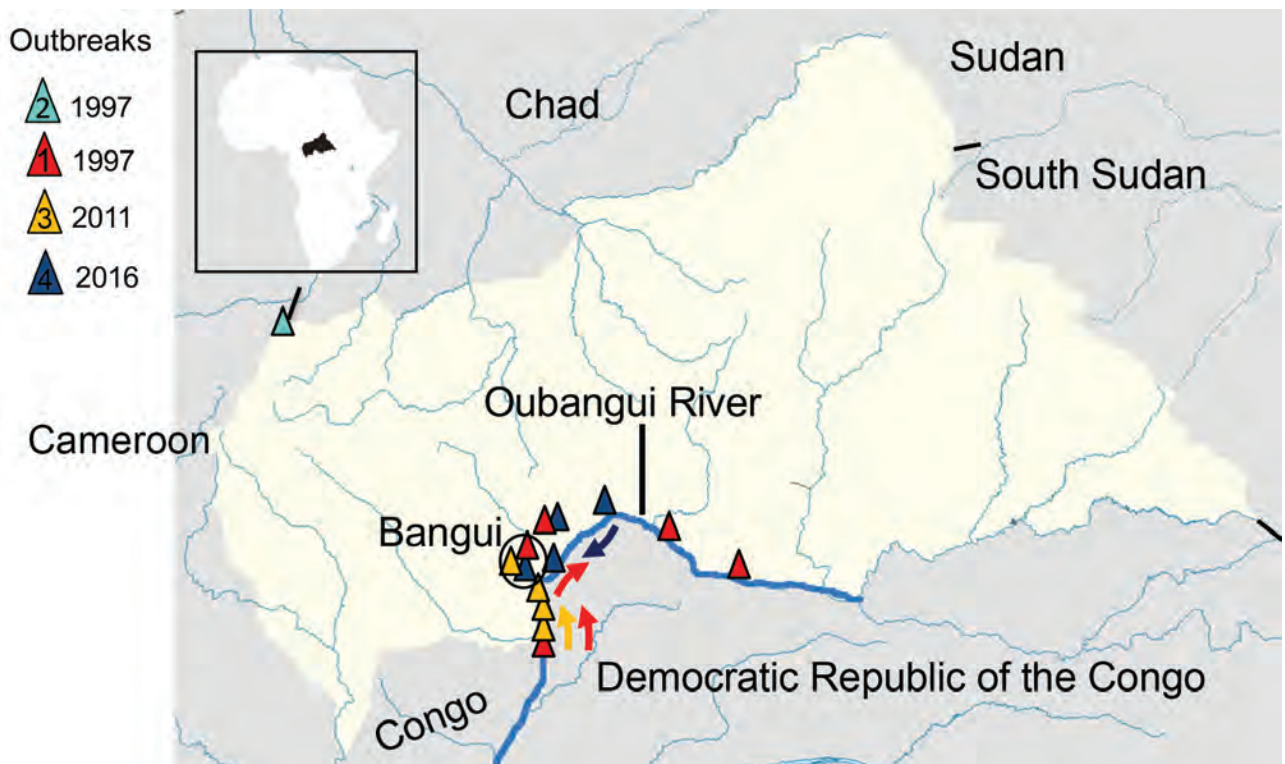 Outbreaks
2 1997
1 1997
3 2011
4 2016
Chad
Sudan
South Sudan
Oubangui River
Cameroon
Bangui
Democratic Republic of the Congo
Congo